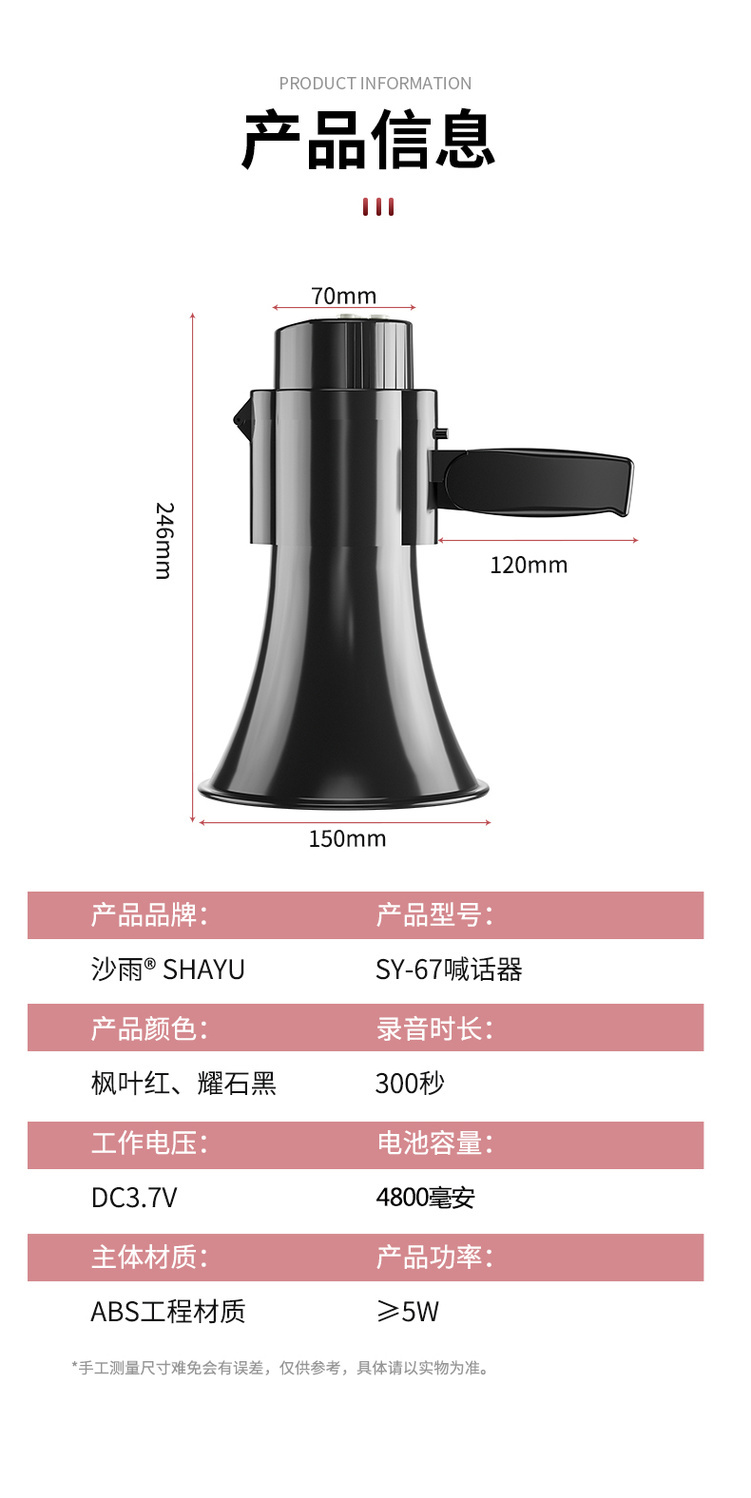 PRODUCT INFORMATION
产品信息
70mm
246mm
120mm
150mm
产品品牌： 产品型号：
沙雨® SHAYU SY-67喊话器
产品颜色： 录音时长：
枫叶红、耀石黑 300秒
工作电压： 电池容量：
DC3.7V 4800毫安
主体材质： 产品功率：
ABS工程材质 ≥5W
*手工测量尺寸难免会有误差，仅供参考，具体请以实物为准。